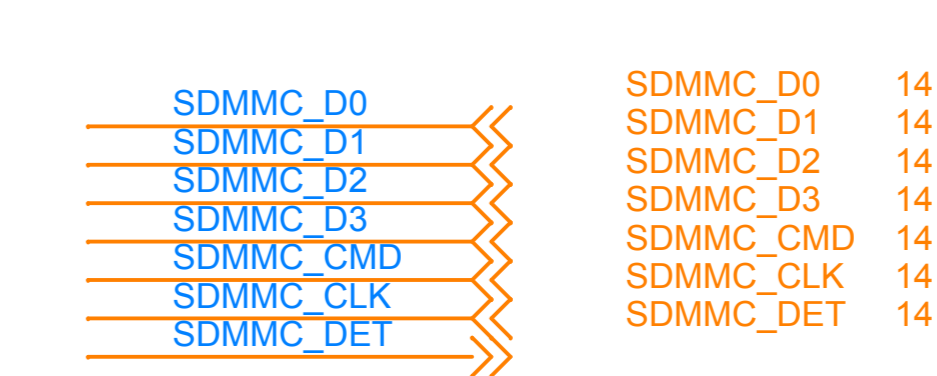 SDMMC_D0 SDMMC_D0 14
SDMMC_D1 SDMMC_D1 14
SDMMC_D2 SDMMC_D2 14
SDMMC_D3 SDMMC_D3 14
SDMMC_CMD SDMMC_CMD 14
SDMMC_CLK SDMMC_CLK 14
SDMMC_DET SDMMC_DET 14